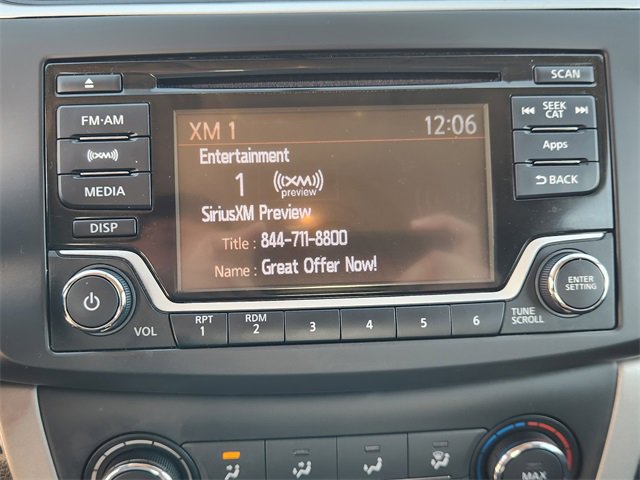 SCAN
FM·AM
SEEK
CAT
((XM))
Apps
MEDIA
BACK
DISP
XM 1
12:06
Entertainment
1 ((XM))
preview
SiriusXM Preview
Title : 844-711-8800
Name : Great Offer Now!
ENTER
SETTING
VOL
RPT
1
RDM
2
3
4
5
6
TUNE
SCROLL
MAX